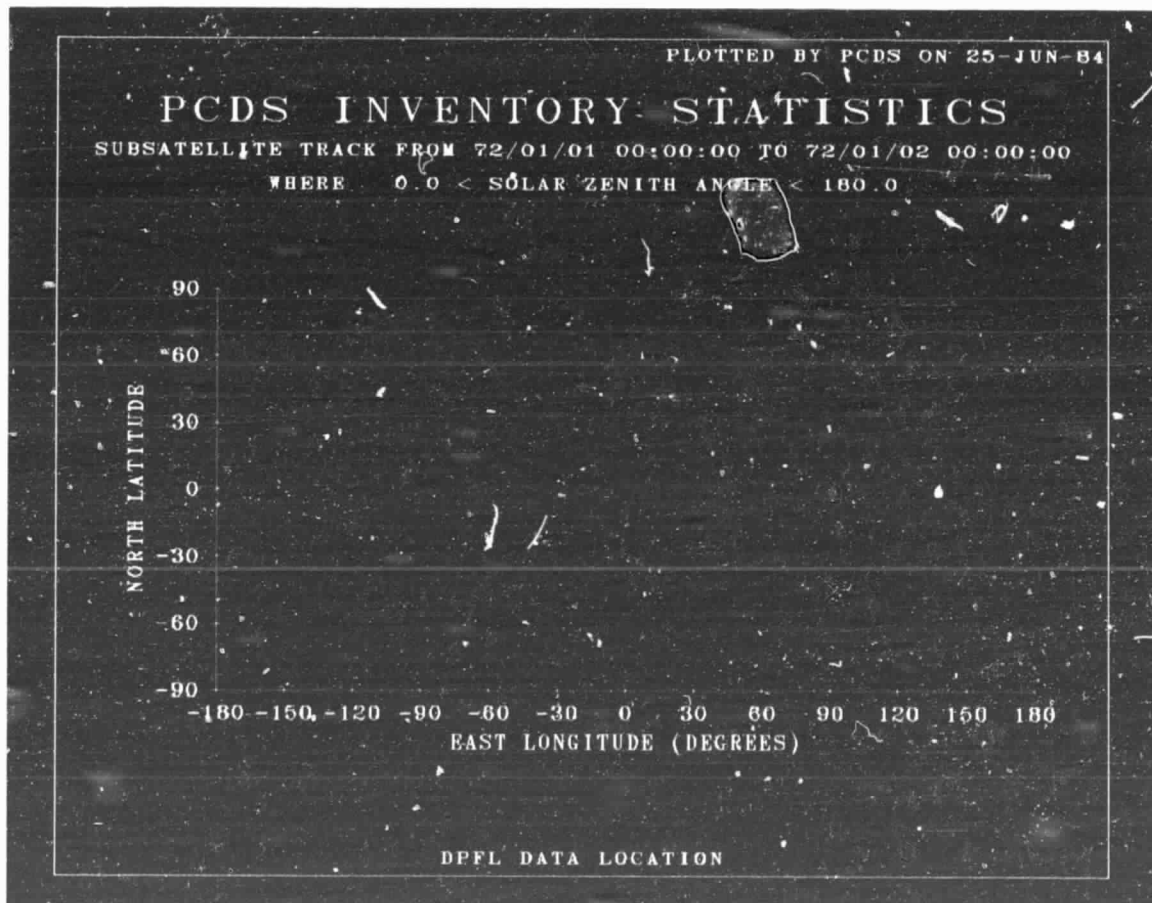 PLOTTED BY PCDS ON 25-JUN-84
PCDS INVENTORY STATISTICS
SUBSATELLITE TRACK FROM 72/01/01 00:00:00 TO 72/01/02 00:00:00
WHERE 0.0 < SOLAR ZENITH ANGLE < 180.0
90
60
30
0
-30
-60
-90
NORTH LATITUDE
-180 -150 -120 -90 -60 -30 0 30 60 90 120 150 180
EAST LONGITUDE (DEGREES)
DPFL DATA LOCATION